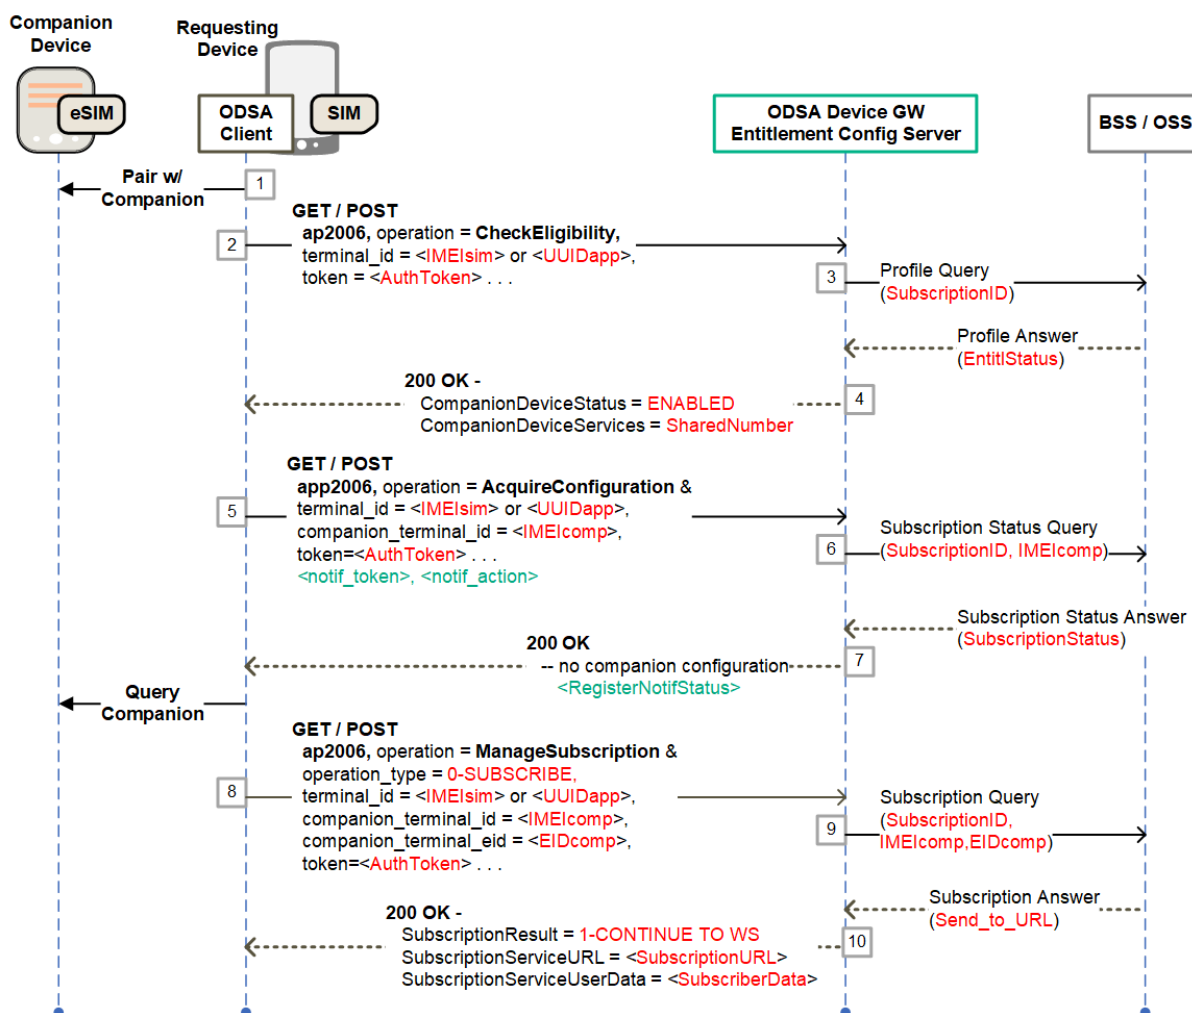 Companion
Device
Requesting
Device
eSIM
ODSA
Client
SIM
ODSA Device GW
Entitlement Config Server
BSS / OSS
Pair w/
Companion
1
GET / POST
2
ap2006, operation = CheckEligibility,
terminal_id = <IMEIsim> or <UUIDapp>,
token = <AuthToken> . . .
3
Profile Query
(SubscriptionID)
Profile Answer
(EntitlStatus)
200 OK -
4
CompanionDeviceStatus = ENABLED
CompanionDeviceServices = SharedNumber
GET / POST
5
app2006, operation = AcquireConfiguration &
terminal_id = <IMEIsim> or <UUIDapp>,
companion_terminal_id = <IMEIcomp>,
token=<AuthToken> . . .
<notif_token>, <notif_action>
6
Subscription Status Query
(SubscriptionID, IMEIcomp)
Subscription Status Answer
(SubscriptionStatus)
200 OK
7
-- no companion configuration
<RegisterNotifStatus>
Query
Companion
GET / POST
8
ap2006, operation = ManageSubscription &
operation_type = 0-SUBSCRIBE,
terminal_id = <IMEIsim> or <UUIDapp>,
companion_terminal_id = <IMEIcomp>,
companion_terminal_eid = <EIDcomp>,
token=<AuthToken> . . .
9
Subscription Query
(SubscriptionID,
IMEIcomp,EIDcomp)
Subscription Answer
(Send_to_URL)
200 OK -
10
SubscriptionResult = 1-CONTINUE TO WS
SubscriptionServiceURL = <SubscriptionURL>
SubscriptionServiceUserData = <SubscriberData>